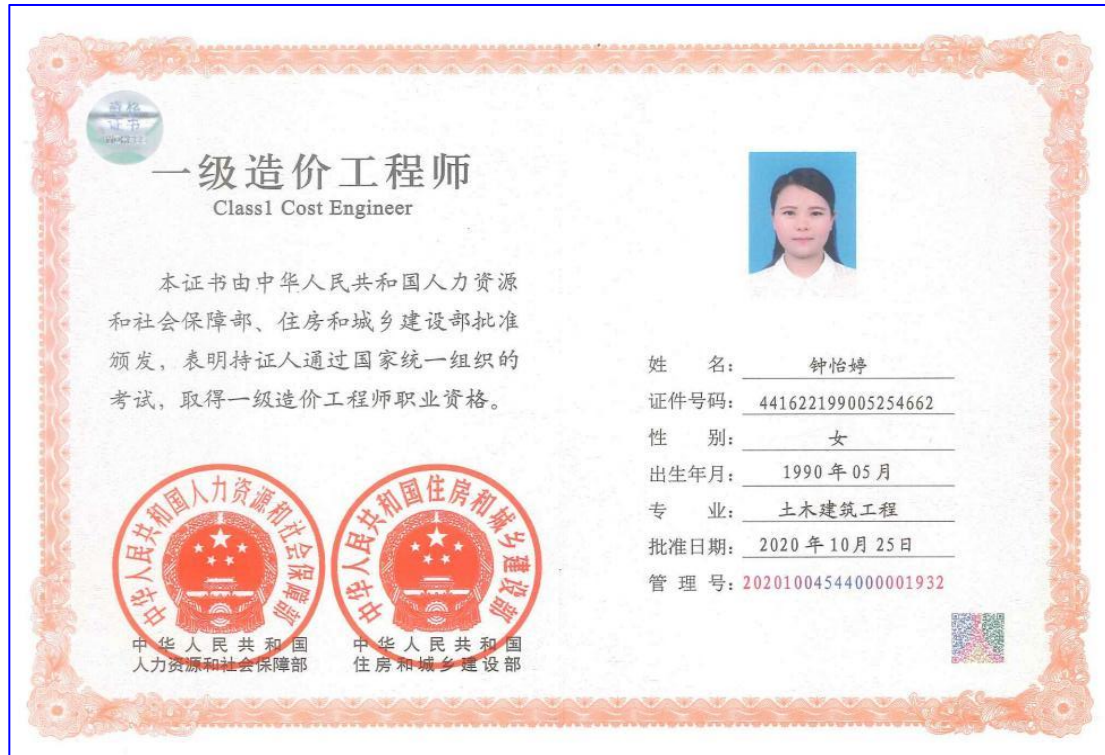 资格
证书
一级造价工程师
Class1 Cost Engineer
本证书由中华人民共和国人力资源
和社会保障部、住房和城乡建设部批准
颁发，表明持证人通过国家统一组织的
考试，取得一级造价工程师职业资格。
中华人民共和国人力资源和社会保障部
中华人民共和国住房和城乡建设部
中华人民共和国
人力资源和社会保障部
中华人民共和国
住房和城乡建设部
姓 名：钟怡婷
证件号码：441622199005254662
性 别：女
出生年月：1990年05月
专 业：土木建筑工程
批准日期：2020年10月25日
管 理 号：20201004544000001932